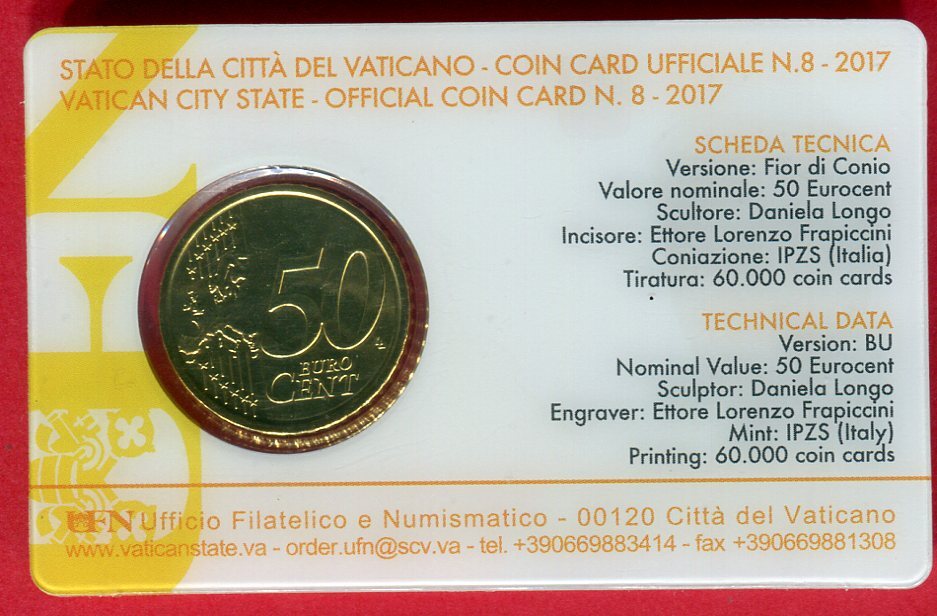 STATO DELLA CITTÀ DEL VATICANO - COIN CARD UFFICIALE N.8 - 2017
VATICAN CITY STATE - OFFICIAL COIN CARD N. 8 - 2017
SCHEDA TECNICA
Versione: Fior di Conio
Valore nominale: 50 Eurocent
Scultore: Daniela Longo
Incisore: Ettore Lorenzo Frapiccini
Coniazione: IPZS (Italia)
Tiratura: 60.000 coin cards
TECHNICAL DATA
Version: BU
Nominal Value: 50 Eurocent
Sculptor: Daniela Longo
Engraver: Ettore Lorenzo Frapiccini
Mint: IPZS (Italy)
Printing: 60.000 coin cards
50
EURO
CENT
LL
UFN Ufficio Filatelico e Numismatico - 00120 Città del Vaticano
www.vaticanstate.va - order.ufn@scv.va - tel. +390669883414 - fax +390669881308